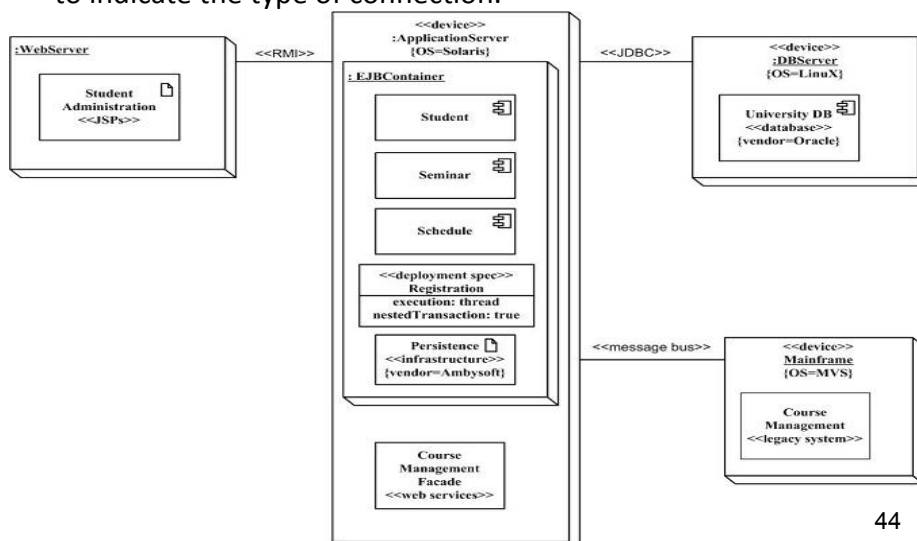 to indicate the type of connection.
:WebServer
Student
Administration
<<JSPs>>
<<RMI>>
<<device>>
:ApplicationServer
{OS=Solaris}
: EJBContainer
Student
Seminar
Schedule
<<deployment spec>>
Registration
execution: thread
nestedTransaction: true
Persistence
<<infrastructure>>
{vendor=Ambysoft}
Course
Management
Facade
<<web services>>
<<JDBC>>
<<device>>
:DBServer
{OS=LinuX}
University DB
<<database>>
{vendor=Oracle}
<<message bus>>
<<device>>
Mainframe
{OS=MVS}
Course
Management
<<legacy system>>
44